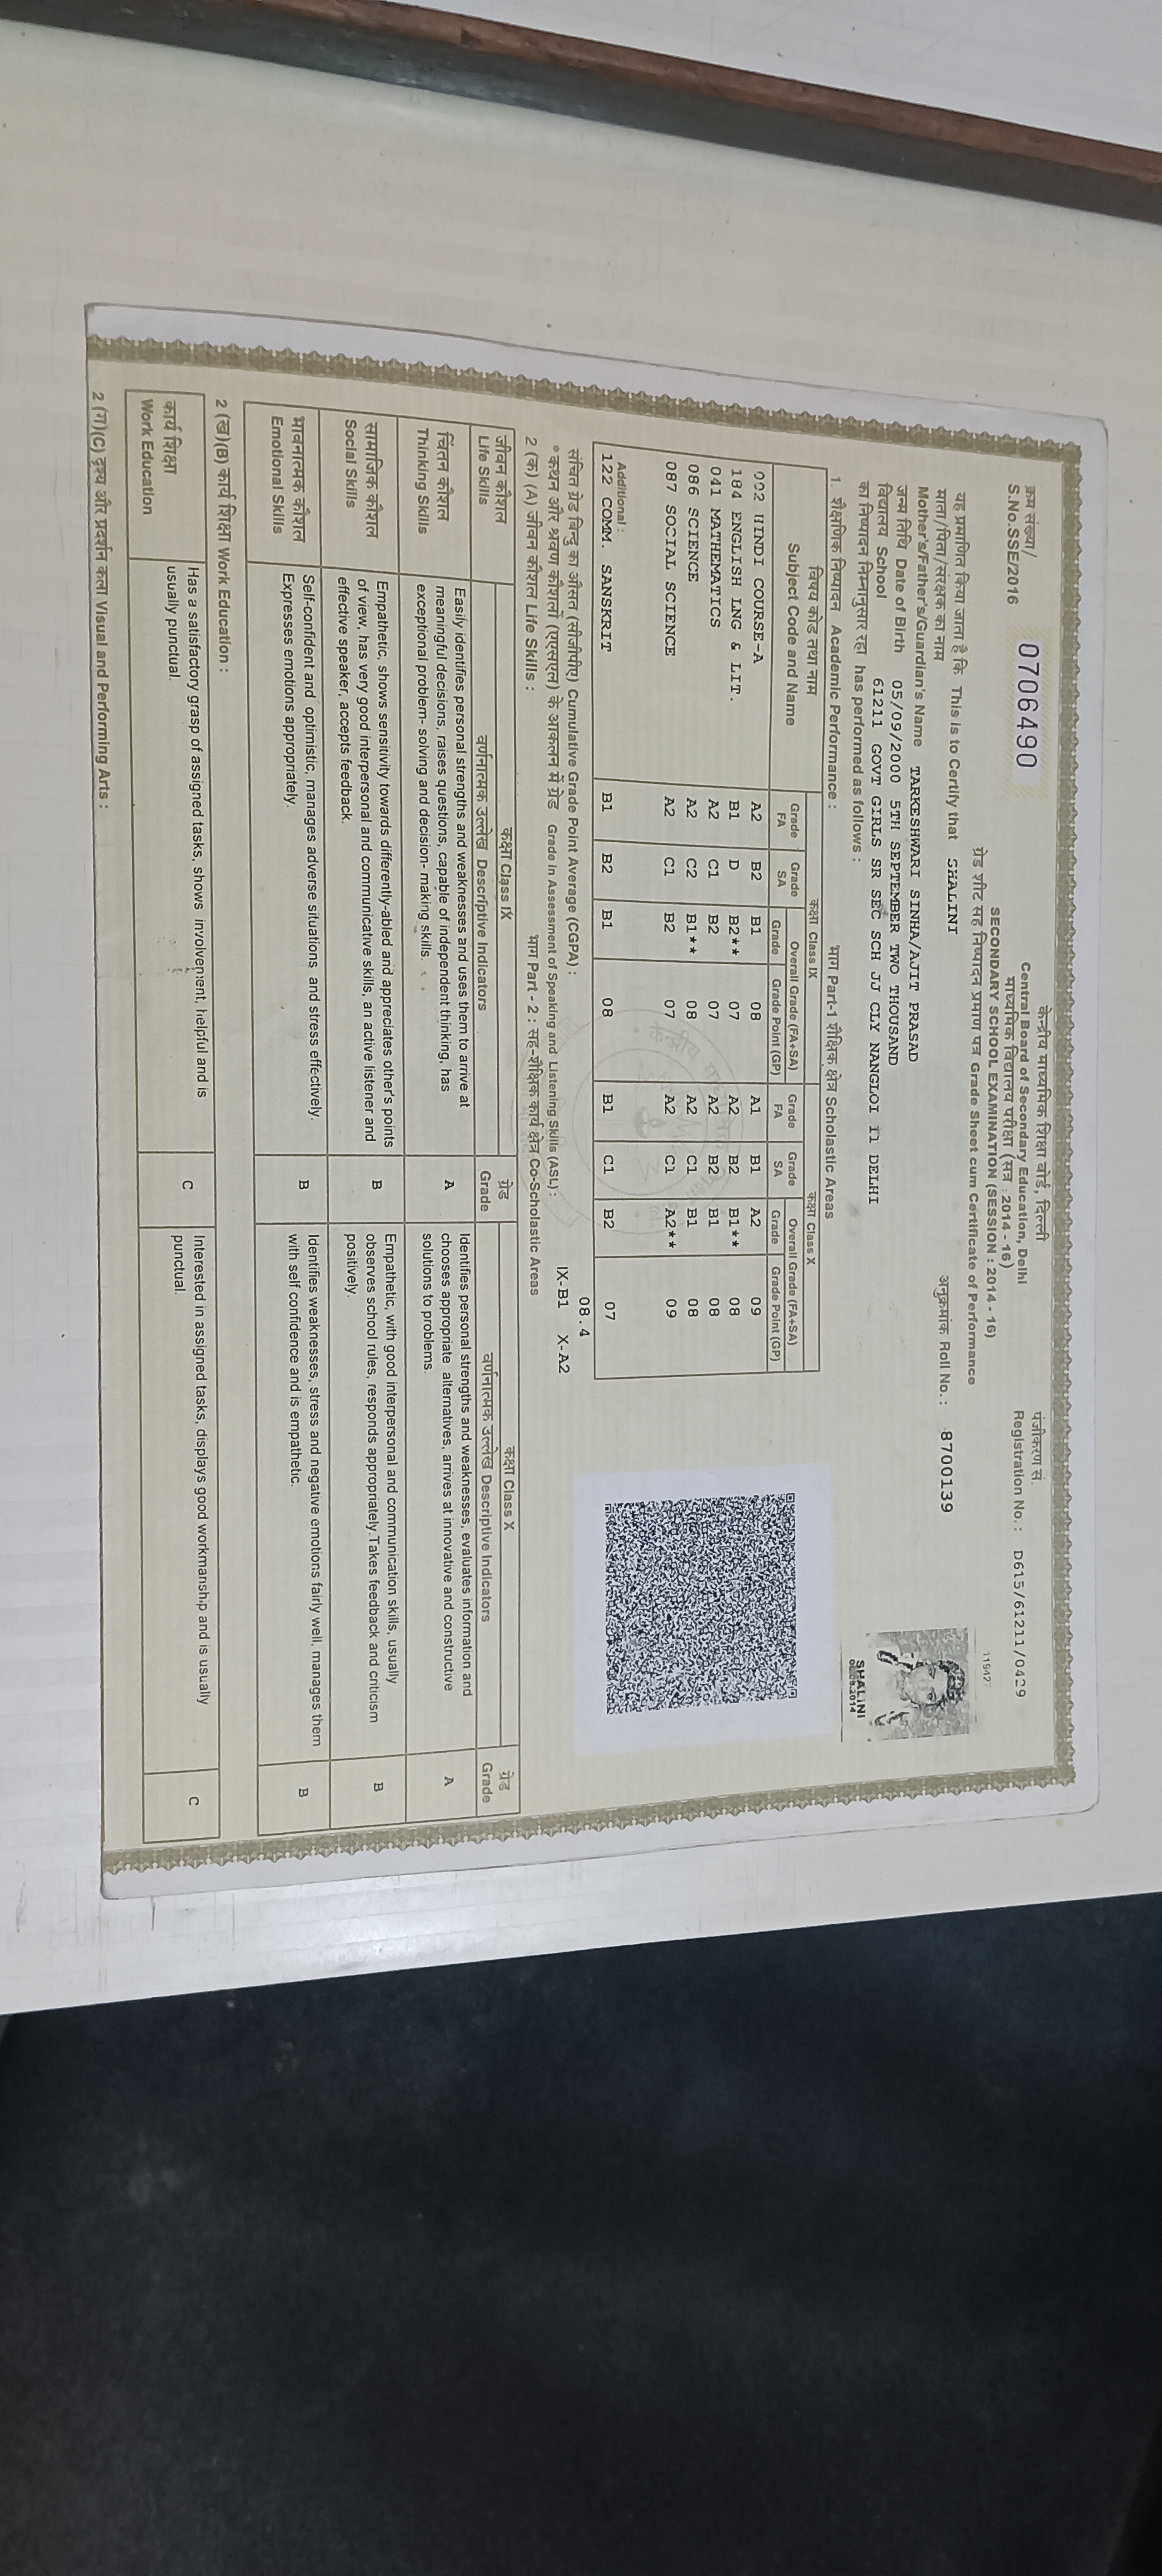 क्रम संख्या/
S.No.SSE/2016
0706490
केन्द्रीय माध्यमिक शिक्षा बोर्ड, दिल्ली
Central Board of Secondary Education, Delhi
माध्यमिक विद्यालय परीक्षा (सत्र : 2014 - 16)
SECONDARY SCHOOL EXAMINATION (SESSION : 2014 - 16)
ग्रेड शीट सह निष्पादन प्रमाण पत्र Grade Sheet cum Certificate of Performance
पंजीकरण सं.
Registration No. : D615/61211/0429
यह प्रमाणित किया जाता है कि This is to Certify that SHALINI
अनुक्रमांक Roll No. : 8700139
माता/पिता/संरक्षक का नाम
Mother's/Father's/Guardian's Name TARKESHWARI SINHA/AJIT PRASAD
जन्म तिथि Date of Birth 05/09/2000 5TH SEPTEMBER TWO THOUSAND
विद्यालय School 61211 GOVT GIRLS SR SEC SCH JJ CLY NANGLOI 11 DELHI
का निष्पादन निम्नानुसार रहा has performed as follows :
11942
SHALINI
1. शैक्षणिक निष्पादन Academic Performance : भाग Part-1 शैक्षिक क्षेत्र Scholastic Areas
विषय कोड तथा नाम कक्षा Class IX कक्षा Class X
Subject Code and Name Grade FA Grade SA Overall Grade (FA+SA) Grade FA Grade SA Overall Grade (FA+SA)
Grade Grade Point (GP) Grade Grade Point (GP)
002 HINDI COURSE-A A2 B2 B1 08 A1 B1 A2 09
184 ENGLISH LNG & LIT. B1 D B2** 07 A2 B2 B1** 08
041 MATHEMATICS A2 C1 B2 07 A2 B2 B1 08
086 SCIENCE A2 C2 B1** 08 A2 C1 B1 08
087 SOCIAL SCIENCE A2 C1 B2 07 A2 C1 A2** 09
Additional :
122 COMM. SANSKRIT B1 B2 B1 08 B1 C1 B2 07
संचित ग्रेड बिन्दु का औसत (सीजीपीए) Cumulative Grade Point Average (CGPA) : 08.4
*कथन और श्रवण कौशलों (एएसएल) के आकलन में ग्रेड Grade in Assessment of Speaking and Listening Skills (ASL) : IX-B1 X-A2
2 (क) (A) जीवन कौशल Life Skills : भाग Part - 2 : सह-शैक्षिक कार्य क्षेत्र Co-Scholastic Areas
जीवन कौशल कक्षा Class IX ग्रेड कक्षा Class X ग्रेड
Life Skills वर्णनात्मक उल्लेख Descriptive Indicators Grade वर्णनात्मक उल्लेख Descriptive Indicators Grade
चिंतन कौशल
Thinking Skills
Easily identifies personal strengths and weaknesses and uses them to arrive at
meaningful decisions, raises questions, capable of independent thinking, has
exceptional problem- solving and decision- making skills.
A
Identifies personal strengths and weaknesses, evaluates information and
chooses appropriate alternatives, arrives at innovative and constructive
solutions to problems.
A
सामाजिक कौशल
Social Skills
Empathetic, shows sensitivity towards differently-abled and appreciates other's points
of view, has very good interpersonal and communicative skills, an active listener and
effective speaker, accepts feedback.
B
Empathetic, with good interpersonal and communication skills, usually
observes school rules, responds appropriately.Takes feedback and criticism
positively.
B
भावनात्मक कौशल
Emotional Skills
Self-confident and optimistic, manages adverse situations and stress effectively.
Expresses emotions appropriately.
B
Identifies weaknesses, stress and negative emotions fairly well, manages them
with self confidence and is empathetic.
B
2 (ख)(B) कार्य शिक्षा Work Education :
कार्य शिक्षा
Work Education
Has a satisfactory grasp of assigned tasks, shows involvement, helpful and is
usually punctual.
C
Interested in assigned tasks, displays good workmanship and is usually
punctual.
C
2 (ग)(C) दृश्य और प्रदर्शन कला Visual and Performing Arts :